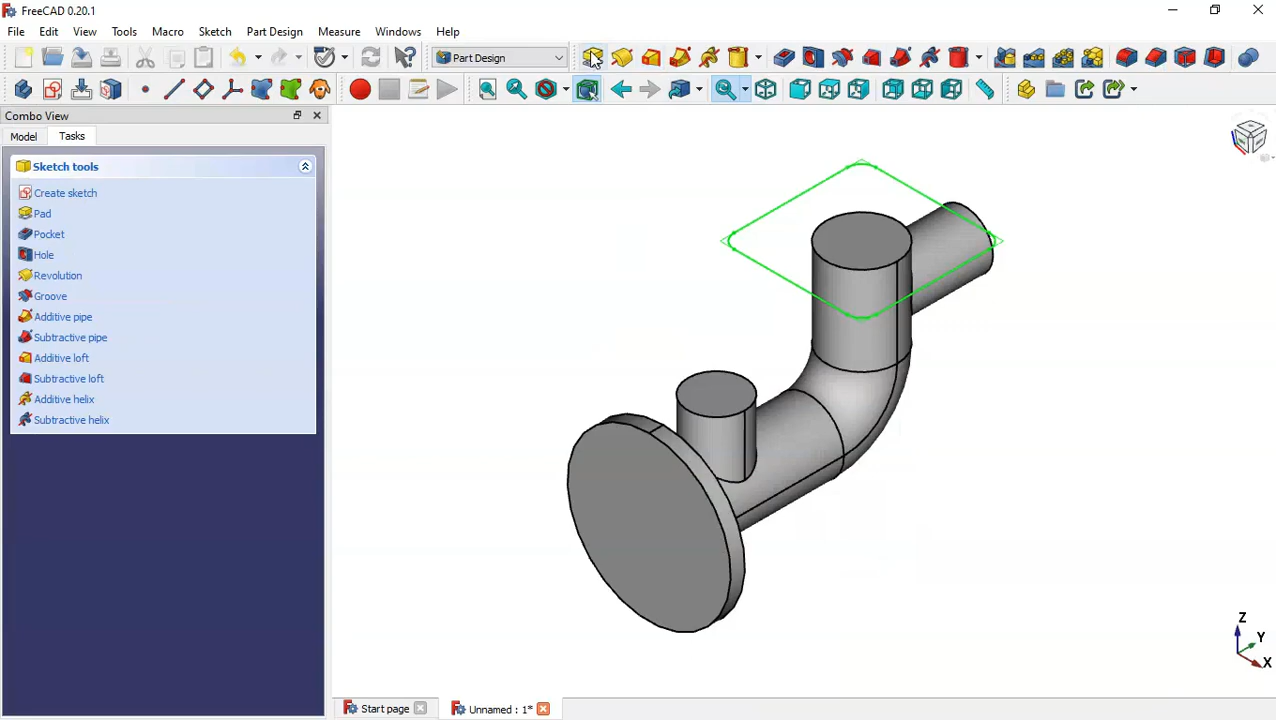 FreeCAD 0.20.1
File Edit View Tools Macro Sketch Part Design Measure Windows Help
Part Design
Combo View
Model Tasks
Sketch tools
Create sketch
Pad
Pocket
Hole
Revolution
Groove
Additive pipe
Subtractive pipe
Additive loft
Subtractive loft
Additive helix
Subtractive helix
Z
Y
X
Start page
Unnamed : 1*